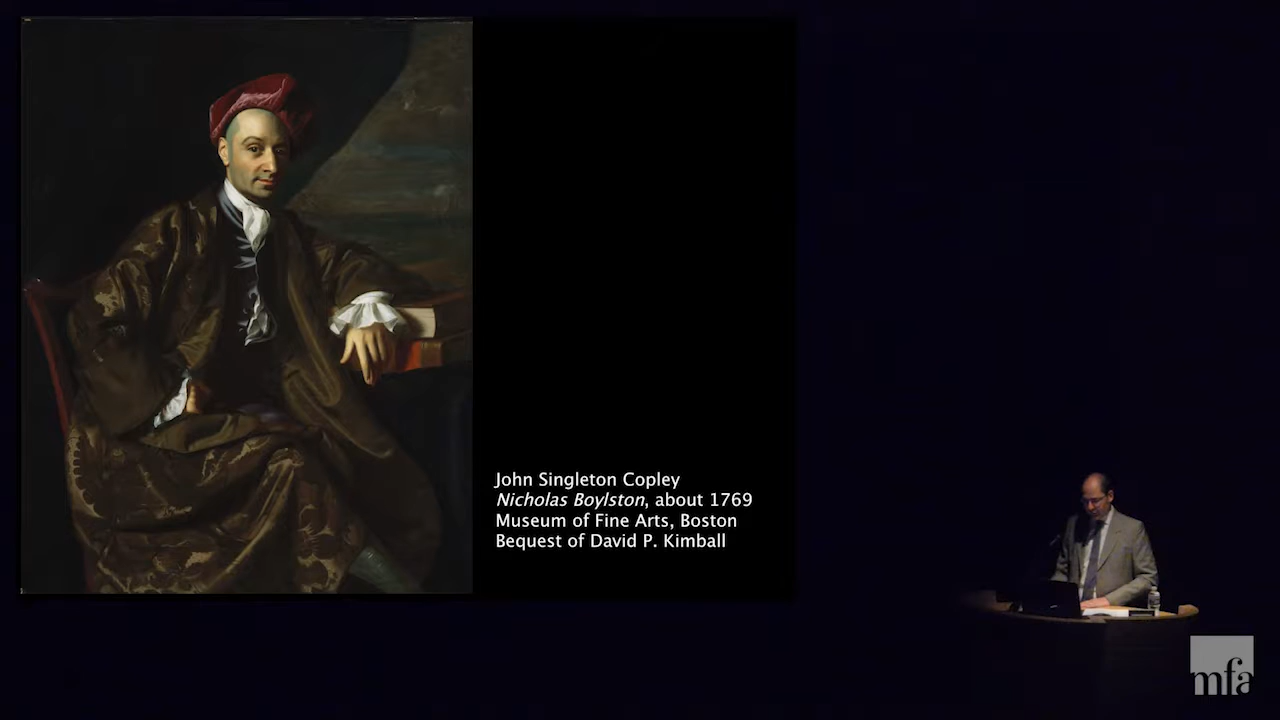 John Singleton Copley
Nicholas Boylston, about 1769
Museum of Fine Arts, Boston
Bequest of David P. Kimball
mfa